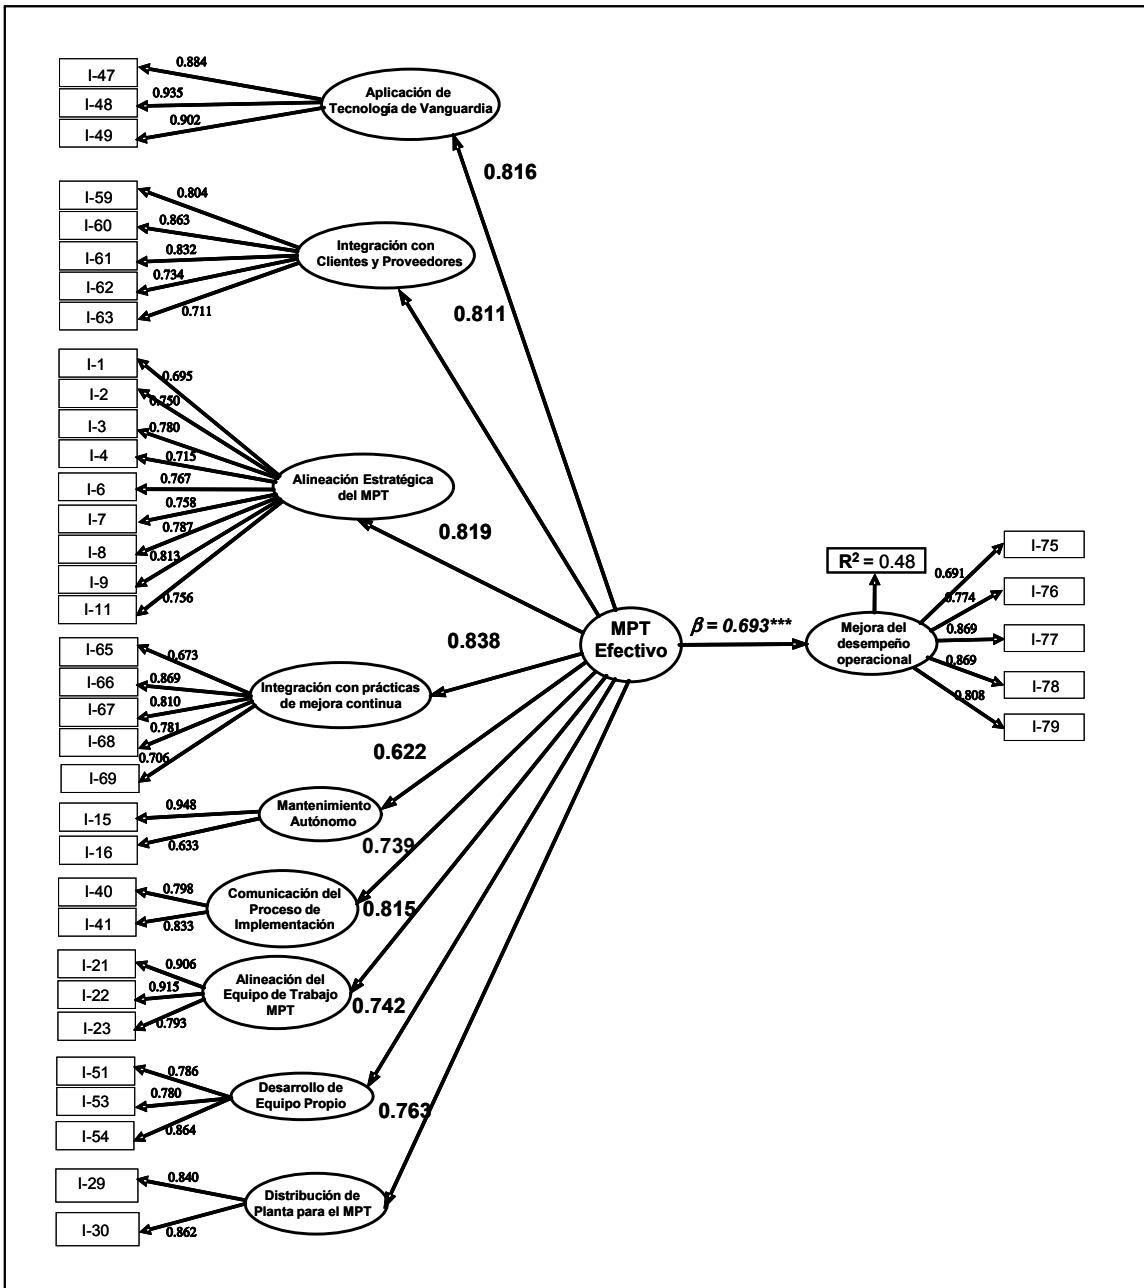 I-47
0.884
I-48
0.935
I-49
0.902
Aplicación de
Tecnología de Vanguardia
0.816
I-59
0.804
I-60
0.863
I-61
0.832
I-62
0.734
I-63
0.711
Integración con
Clientes y Proveedores
0.811
I-1
0.695
I-2
0.750
I-3
0.780
I-4
0.715
I-6
0.767
I-7
0.758
I-8
0.787
I-9
0.813
I-11
0.756
Alineación Estratégica
del MPT
0.819
I-65
0.673
I-66
0.869
I-67
0.810
I-68
0.781
I-69
0.706
Integración con prácticas
de mejora continua
0.838
I-15
0.948
I-16
0.633
Mantenimiento
Autónomo
0.622
I-40
0.798
I-41
0.833
Comunicación del
Proceso de
Implementación
0.739
I-21
0.906
I-22
0.915
I-23
0.793
Alineación del
Equipo de Trabajo
MPT
0.815
I-51
0.786
I-53
0.780
I-54
0.864
Desarrollo de
Equipo Propio
0.742
I-29
0.840
I-30
0.862
Distribución de
Planta para el MPT
0.763
MPT
Efectivo
β = 0.693***
R² = 0.48
Mejora del
desempeño
operacional
0.691
I-75
0.774
I-76
0.869
I-77
0.869
I-78
0.808
I-79